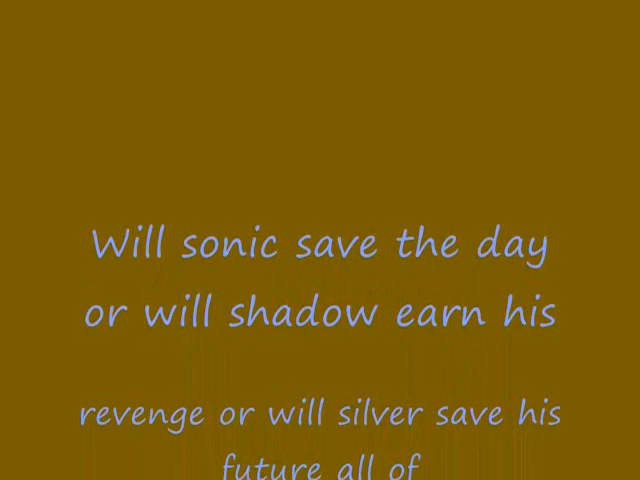 Will sonic save the day
or will shadow earn his
revenge or will silver save his
future all of